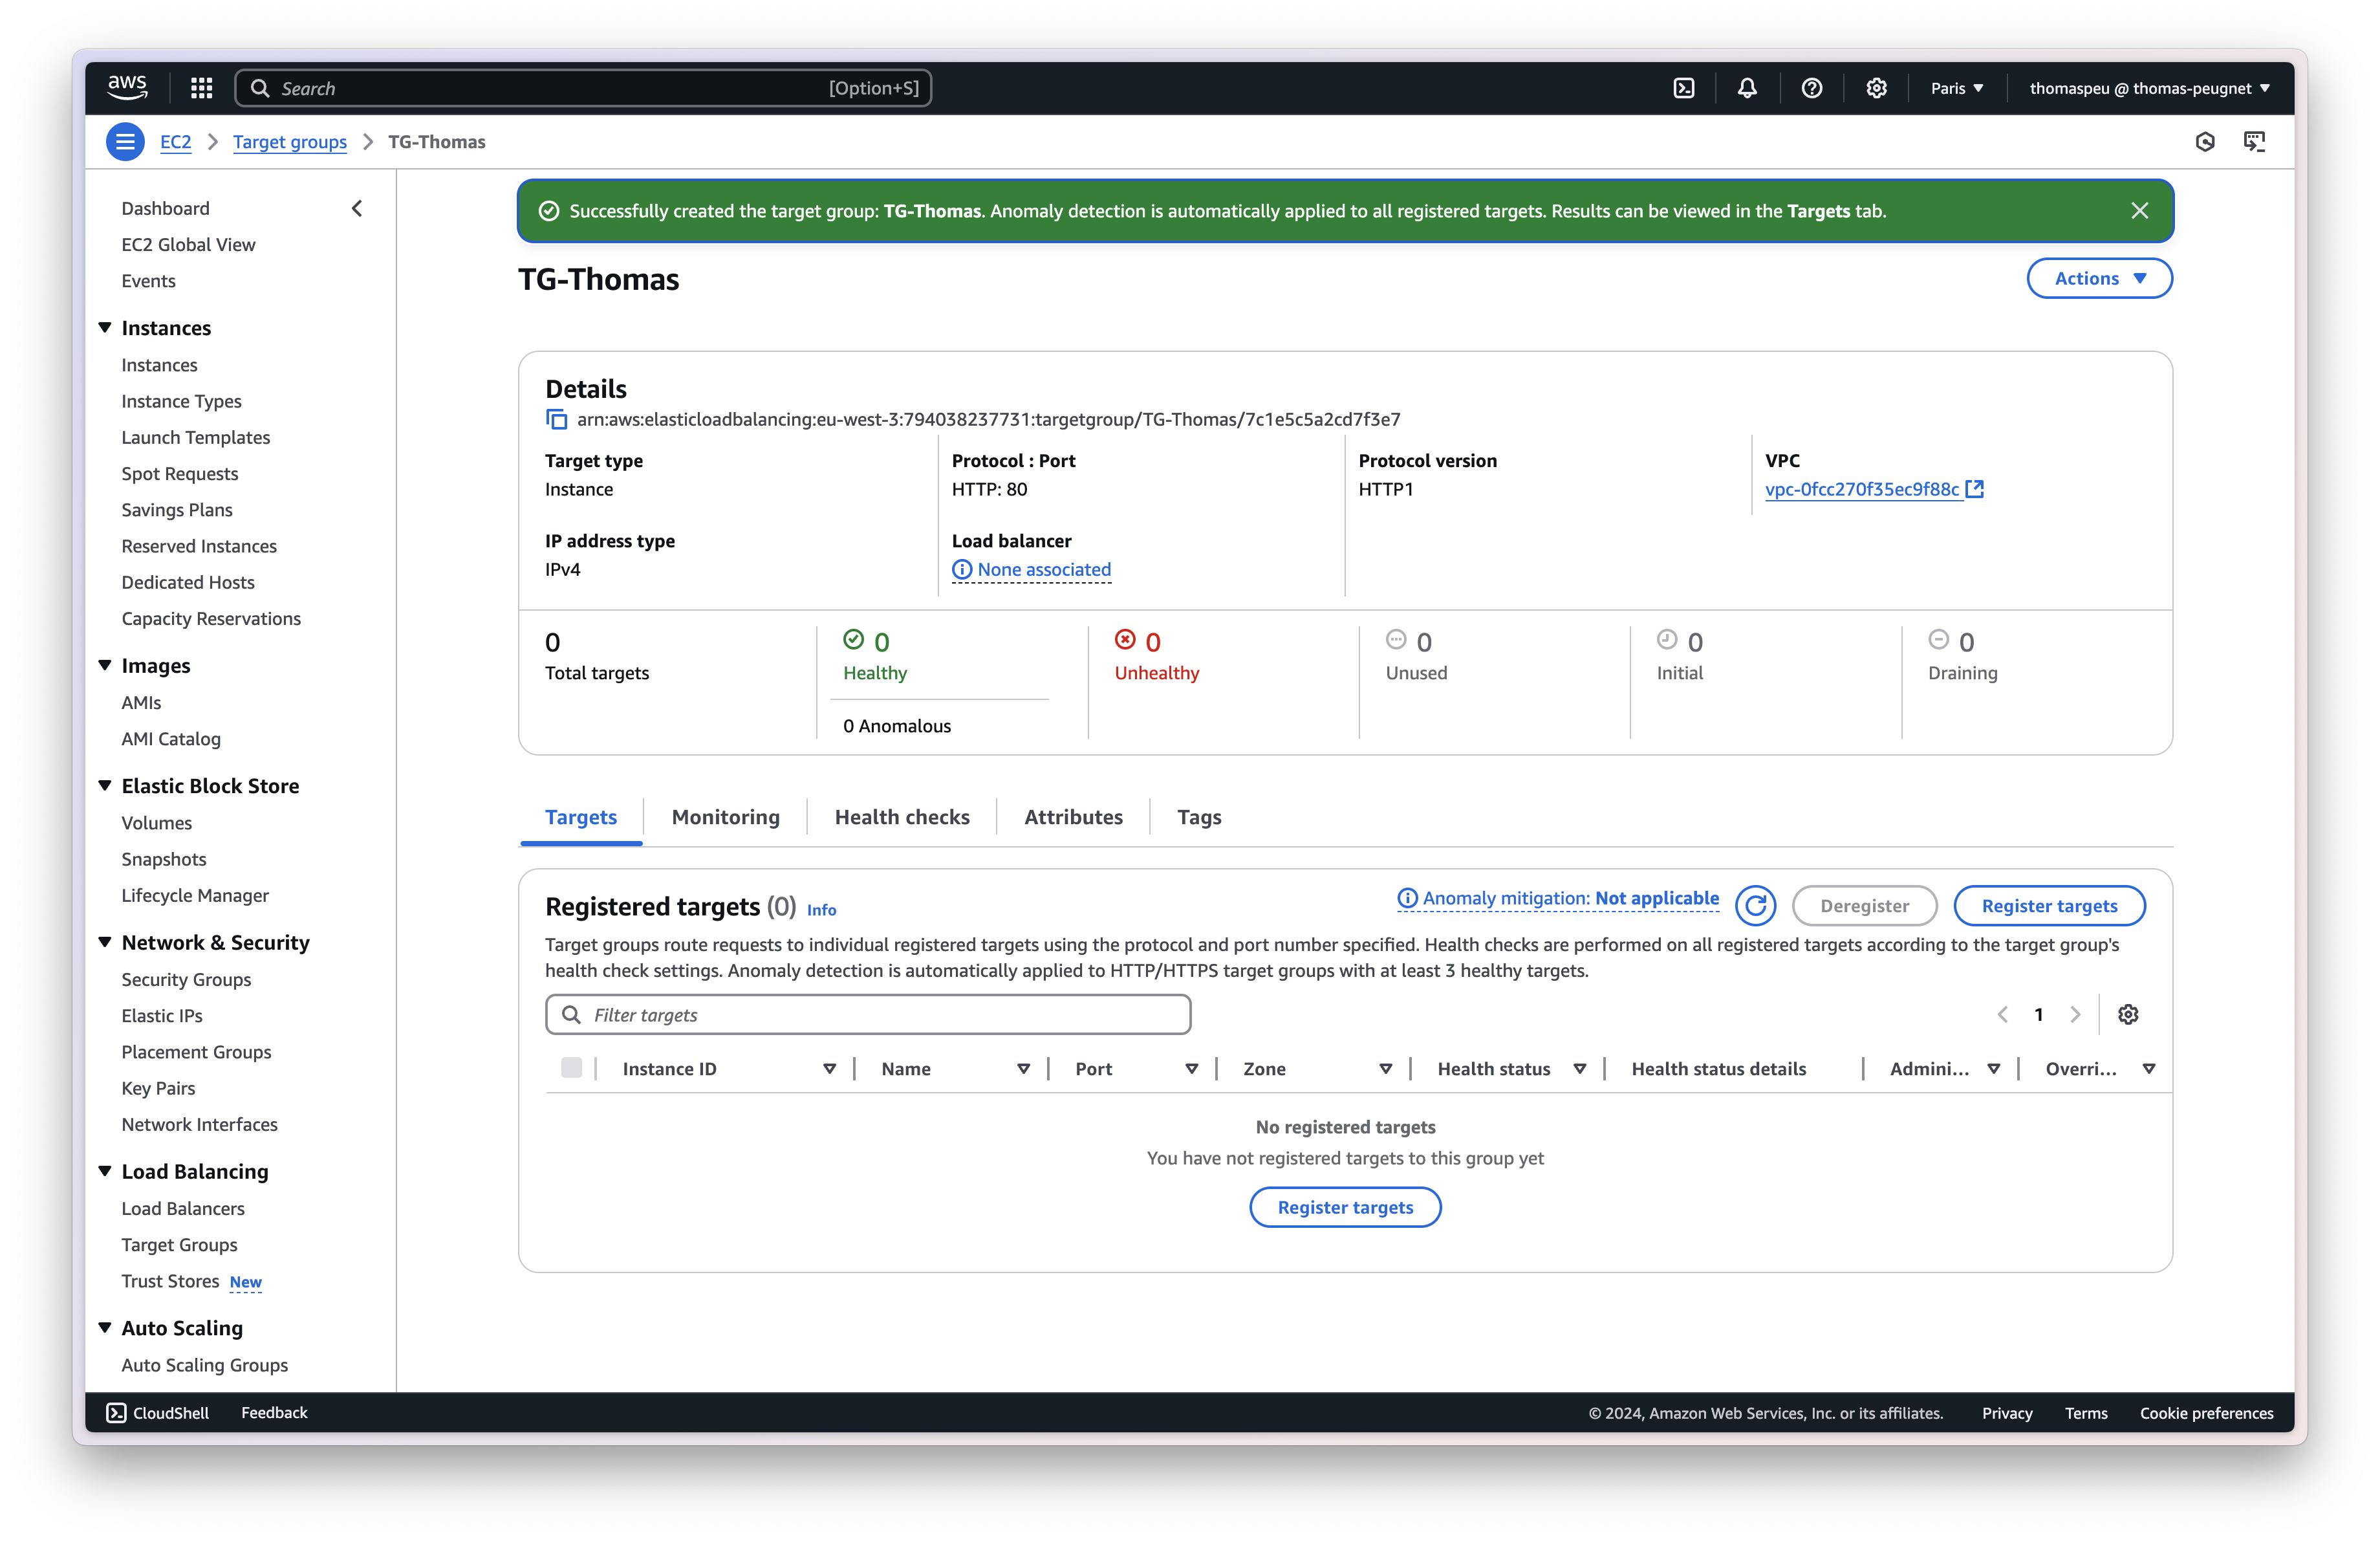 aws
Search [Option+S]
Paris
thomaspeu @ thomas-peugnet
EC2 > Target groups > TG-Thomas
Dashboard
EC2 Global View
Events
Instances
Instances
Instance Types
Launch Templates
Spot Requests
Savings Plans
Reserved Instances
Dedicated Hosts
Capacity Reservations
Images
AMIs
AMI Catalog
Elastic Block Store
Volumes
Snapshots
Lifecycle Manager
Network & Security
Security Groups
Elastic IPs
Placement Groups
Key Pairs
Network Interfaces
Load Balancing
Load Balancers
Target Groups
Trust Stores New
Auto Scaling
Auto Scaling Groups
Successfully created the target group: TG-Thomas. Anomaly detection is automatically applied to all registered targets. Results can be viewed in the Targets tab.
TG-Thomas
Actions
Details
arn:aws:elasticloadbalancing:eu-west-3:794038237731:targetgroup/TG-Thomas/7c1e5c5a2cd7f3e7
Target type
Instance
Protocol : Port
HTTP: 80
Protocol version
HTTP1
VPC
vpc-0fcc270f35ec9f88c
IP address type
IPv4
Load balancer
None associated
0
Total targets
0
Healthy
0 Anomalous
0
Unhealthy
0
Unused
0
Initial
0
Draining
Targets
Monitoring
Health checks
Attributes
Tags
Registered targets (0) Info
Anomaly mitigation: Not applicable
Deregister
Register targets
Target groups route requests to individual registered targets using the protocol and port number specified. Health checks are performed on all registered targets according to the target group's
health check settings. Anomaly detection is automatically applied to HTTP/HTTPS target groups with at least 3 healthy targets.
Filter targets
1
Instance ID
Name
Port
Zone
Health status
Health status details
Admini...
Overri...
No registered targets
You have not registered targets to this group yet
Register targets
CloudShell
Feedback
© 2024, Amazon Web Services, Inc. or its affiliates.
Privacy
Terms
Cookie preferences